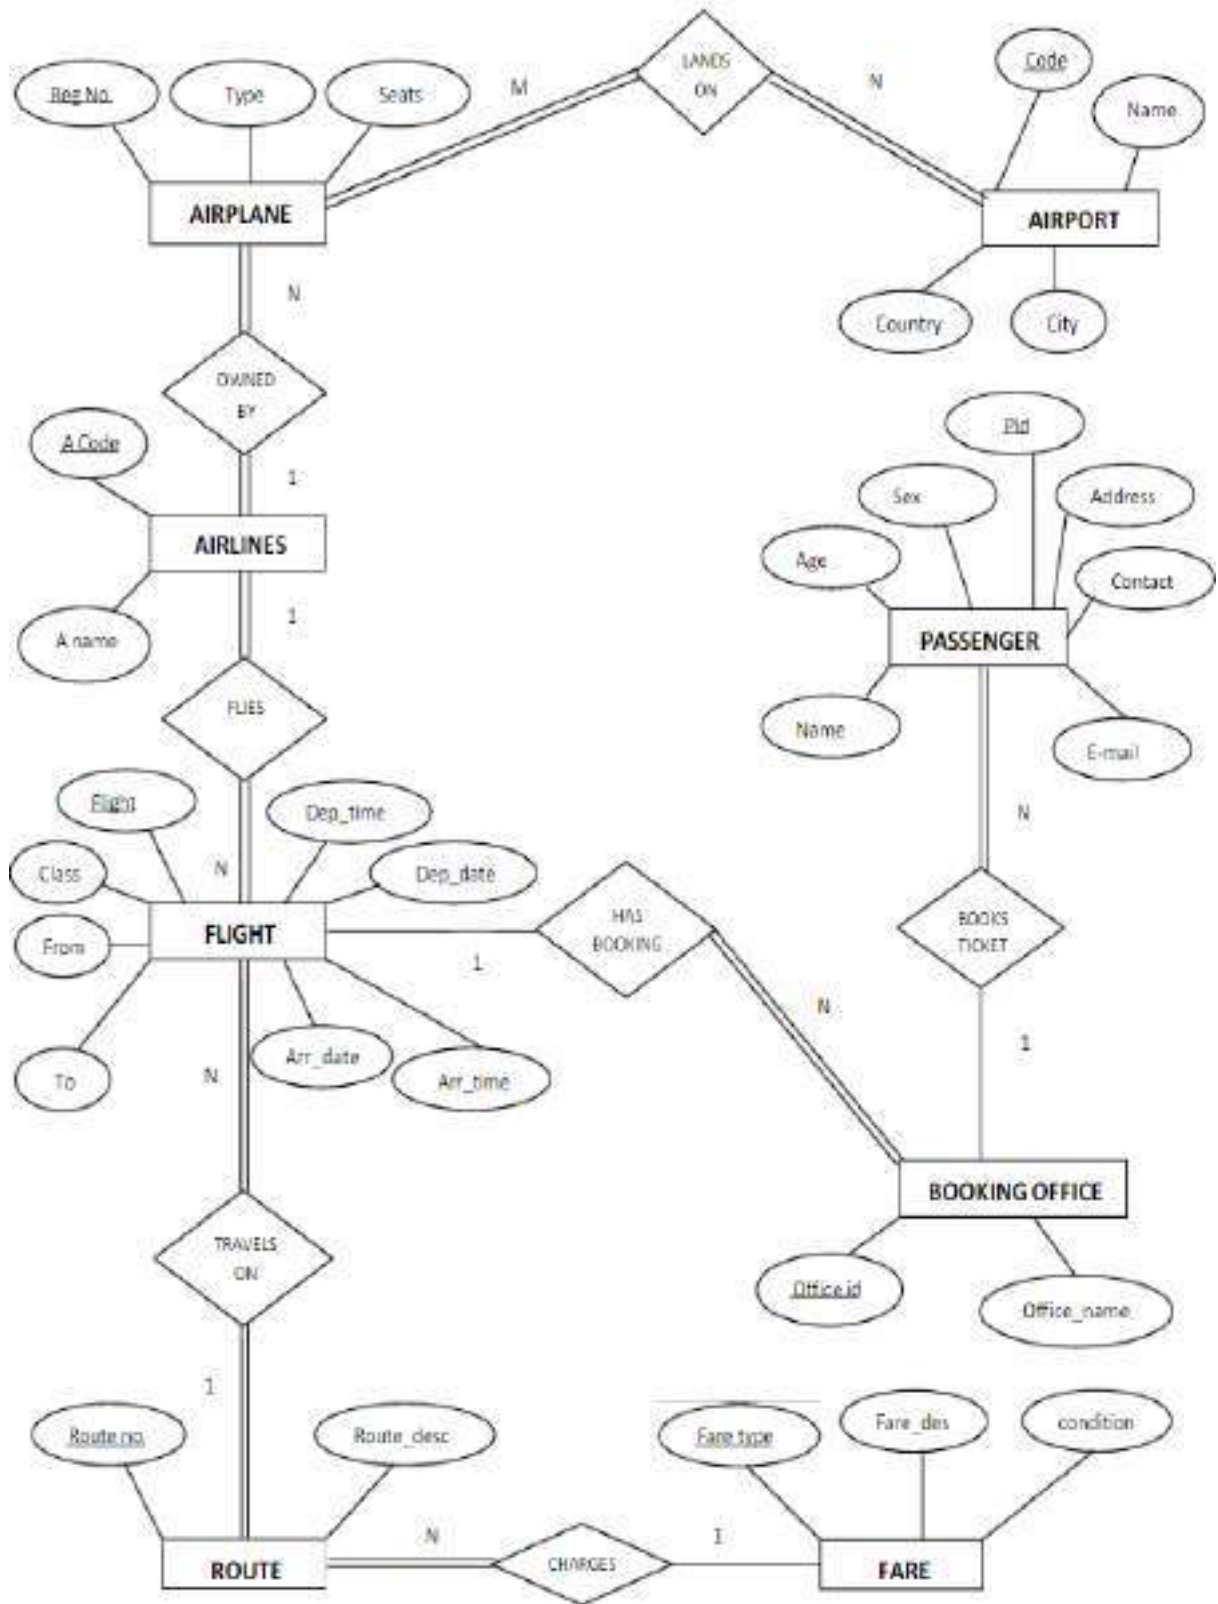 LANDS
ON
M
N
Reg No.
Type
Seats
Code
Name
AIRPLANE
AIRPORT
Country
City
N
OWNED
BY
1
A Code
AIRLINES
A name
1
FLIES
Pid
Sex
Address
Age
Contact
PASSENGER
Name
E-mail
N
Flight
Dep_time
Class
N
Dep_date
From
FLIGHT
To
Arr_date
Arr_time
1
HAS
BOOKING
N
BOOKS
TICKET
1
N
BOOKING OFFICE
Office id
Office_name
TRAVELS
ON
1
Route no.
Route_desc
Fare type
Fare_des
condition
ROUTE
N
CHARGES
1
FARE